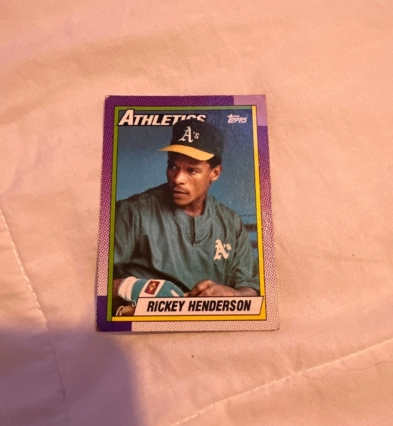 ATHLETICS
Topps
A's
A's
RICKEY HENDERSON